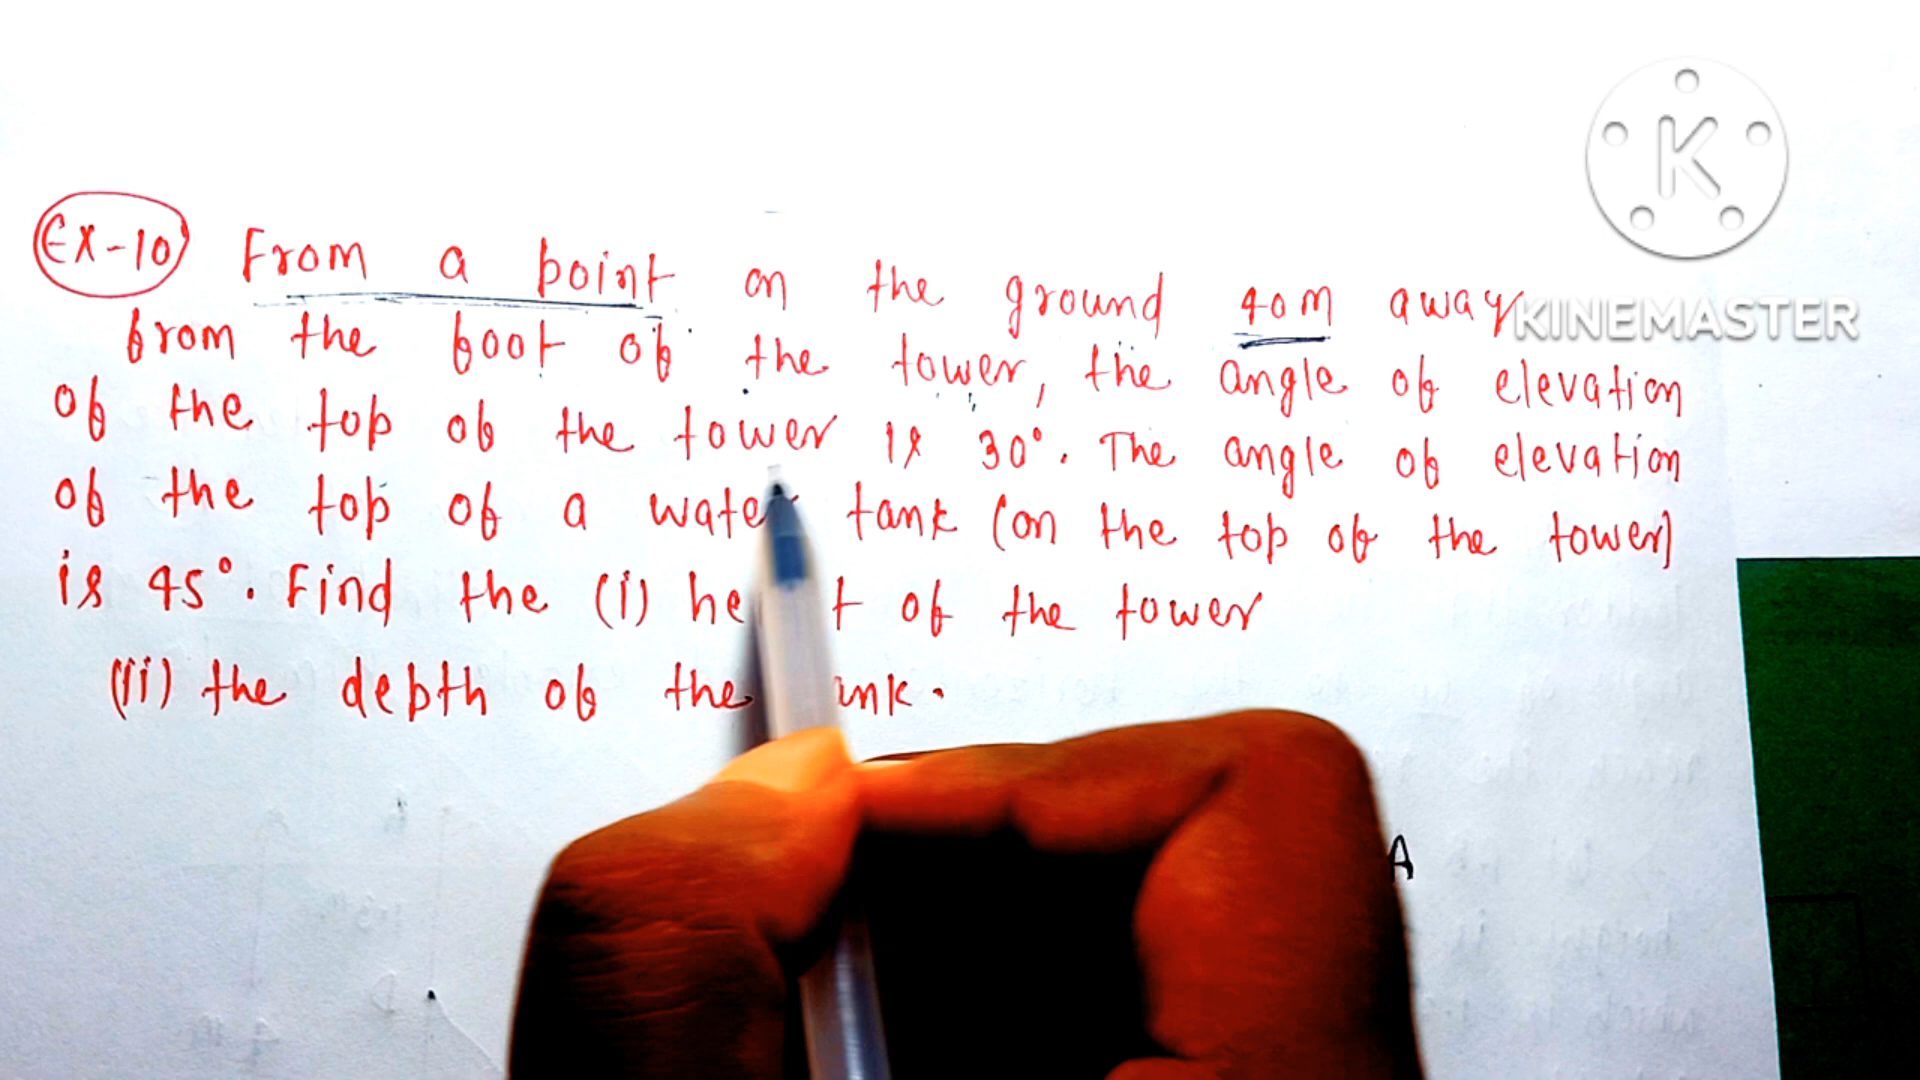 Ex-10 From a point on the ground 40m away
from the foot of the tower, the angle of elevation
of the top of the tower is 30°. The angle of elevation
of the top of a water tank (on the top of the tower)
is 45°. Find the (i) he t of the tower
(ii) the depth of the ank.
A
K
KINEMASTER